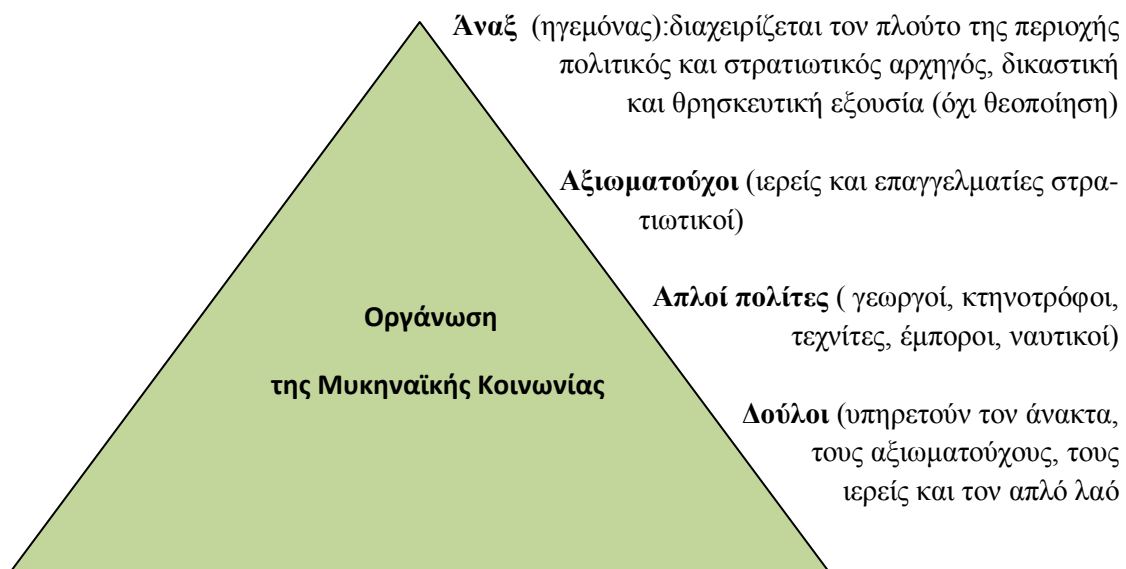 Άναξ (ηγεμόνας):διαχειρίζεται τον πλούτο της περιοχής
πολιτικός και στρατιωτικός αρχηγός, δικαστική
και θρησκευτική εξουσία (όχι θεοποίηση)
Αξιωματούχοι (ιερείς και επαγγελματίες στρα-
τιωτικοί)
Απλοί πολίτες ( γεωργοί, κτηνοτρόφοι,
τεχνίτες, έμποροι, ναυτικοί)
Οργάνωση
της Μυκηναϊκής Κοινωνίας
Δούλοι (υπηρετούν τον άνακτα,
τους αξιωματούχους, τους
ιερείς και τον απλό λαό